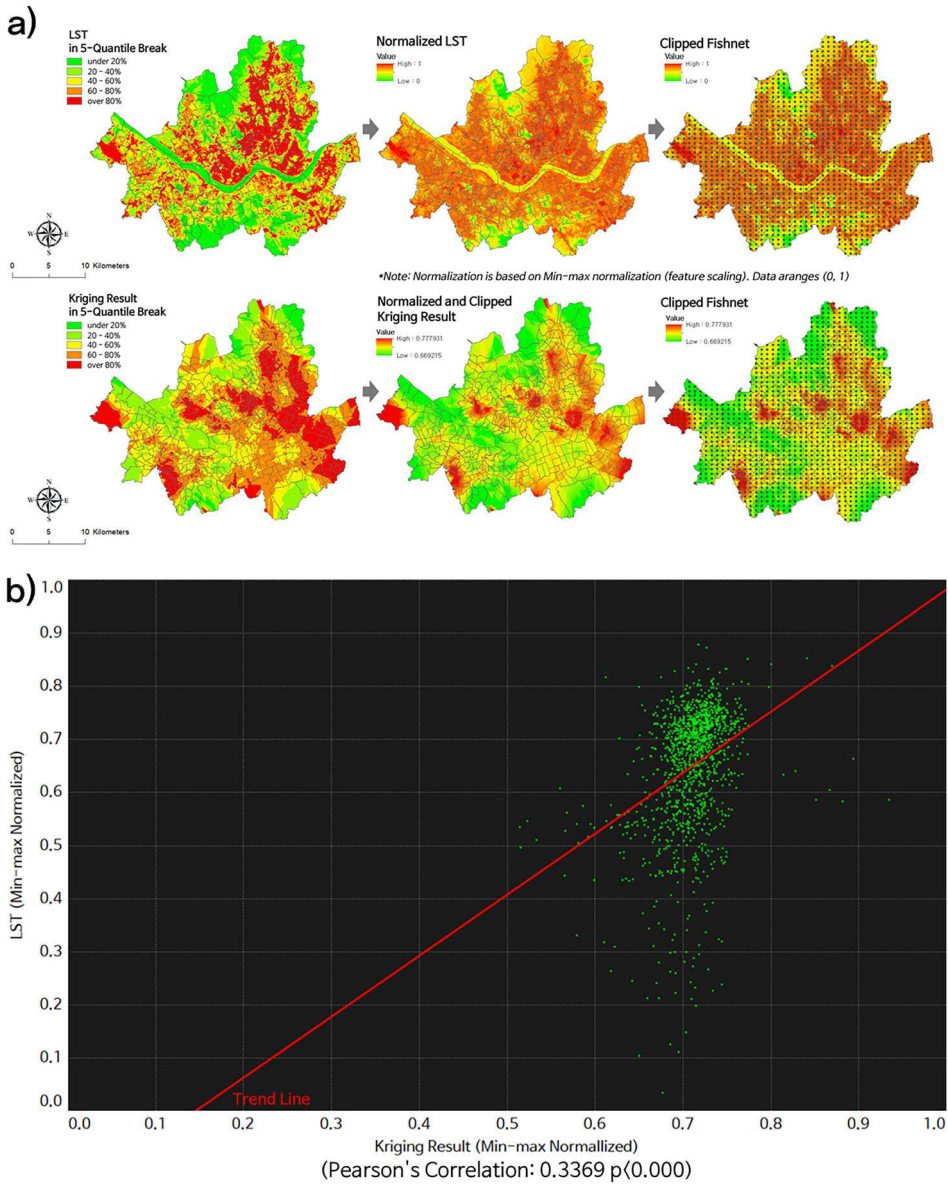 a)
LST
in 5-Quantile Break
under 20%
20 - 40%
40 - 60%
60 - 80%
over 80%
Normalized LST
Value
High : 1
Low : 0
Clipped Fishnet
Value
High : 1
Low : 0
N
W E
S
0 5 10 Kilometers
*Note: Normalization is based on Min-max normalization (feature scaling). Data aranges (0, 1)
Kriging Result
in 5-Quantile Break
under 20%
20 - 40%
40 - 60%
60 - 80%
over 80%
Normalized and Clipped
Kriging Result
Value
High : 0.777931
Low : 0.669215
Clipped Fishnet
Value
High : 0.777931
Low : 0.669215
N
W E
S
0 5 10 Kilometers
b)
1.0
0.9
0.8
0.7
0.6
0.5
0.4
0.3
0.2
0.1
0.0
LST (Min-max Normalized)
Trend Line
0.0 0.1 0.2 0.3 0.4 0.5 0.6 0.7 0.8 0.9 1.0
Kriging Result (Min-max Normallized)
(Pearson's Correlation: 0.3369 p⟨0.000)